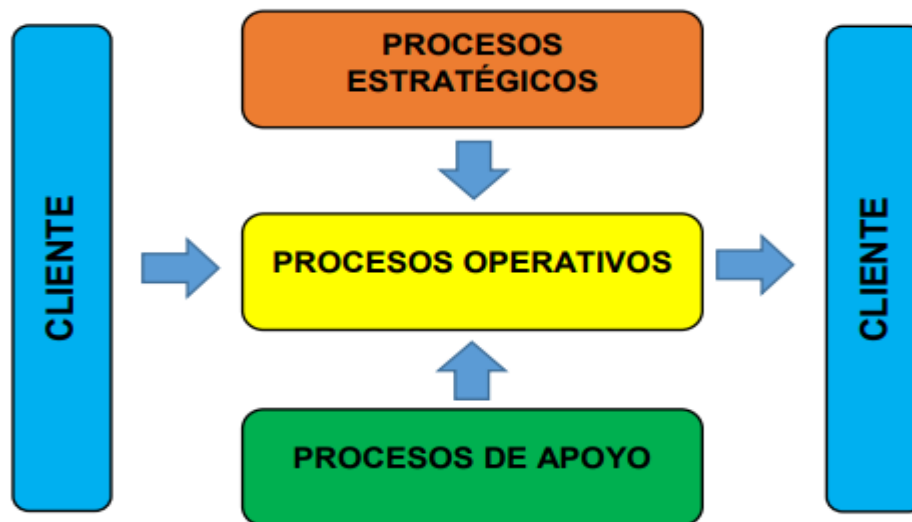 CLIENTE
PROCESOS
ESTRATÉGICOS
PROCESOS OPERATIVOS
PROCESOS DE APOYO
CLIENTE